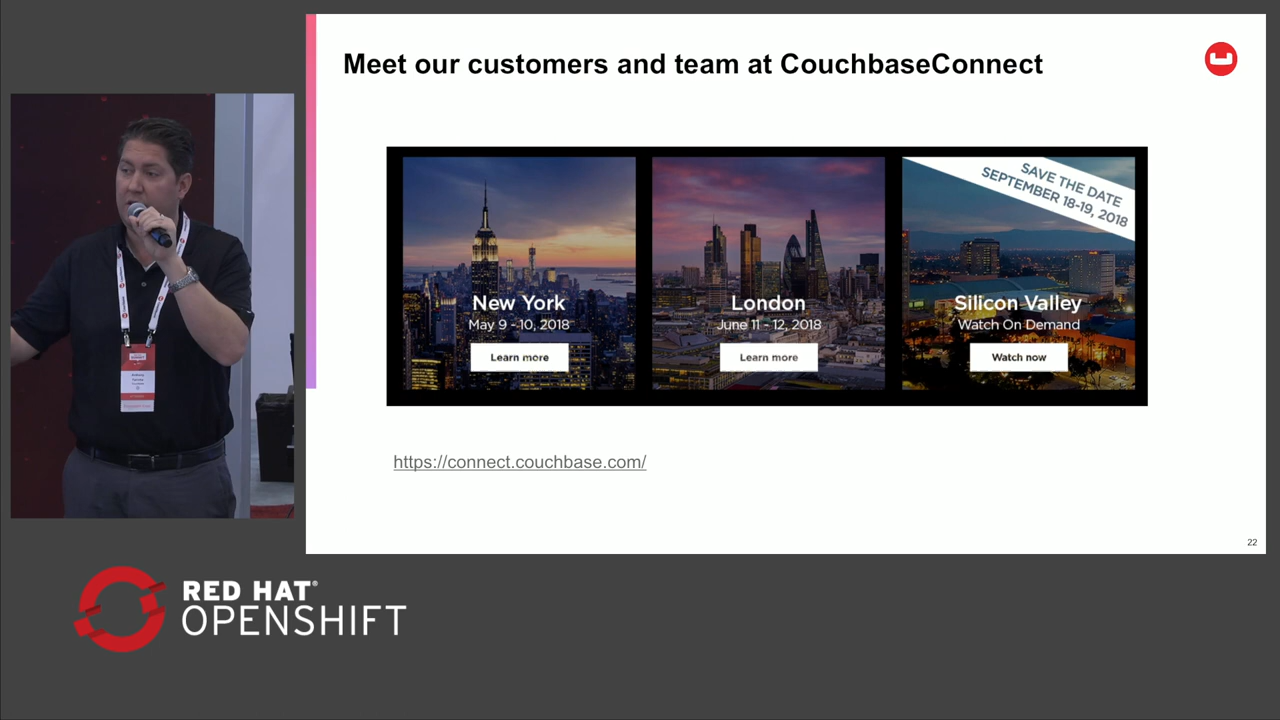 Meet our customers and team at CouchbaseConnect
SAVE THE DATE
SEPTEMBER 18-19, 2018
New York
May 9 - 10, 2018
Learn more
London
June 11 - 12, 2018
Learn more
Silicon Valley
Watch On Demand
Watch now
https://connect.couchbase.com/
22
RED HAT®
OPENSHIFT